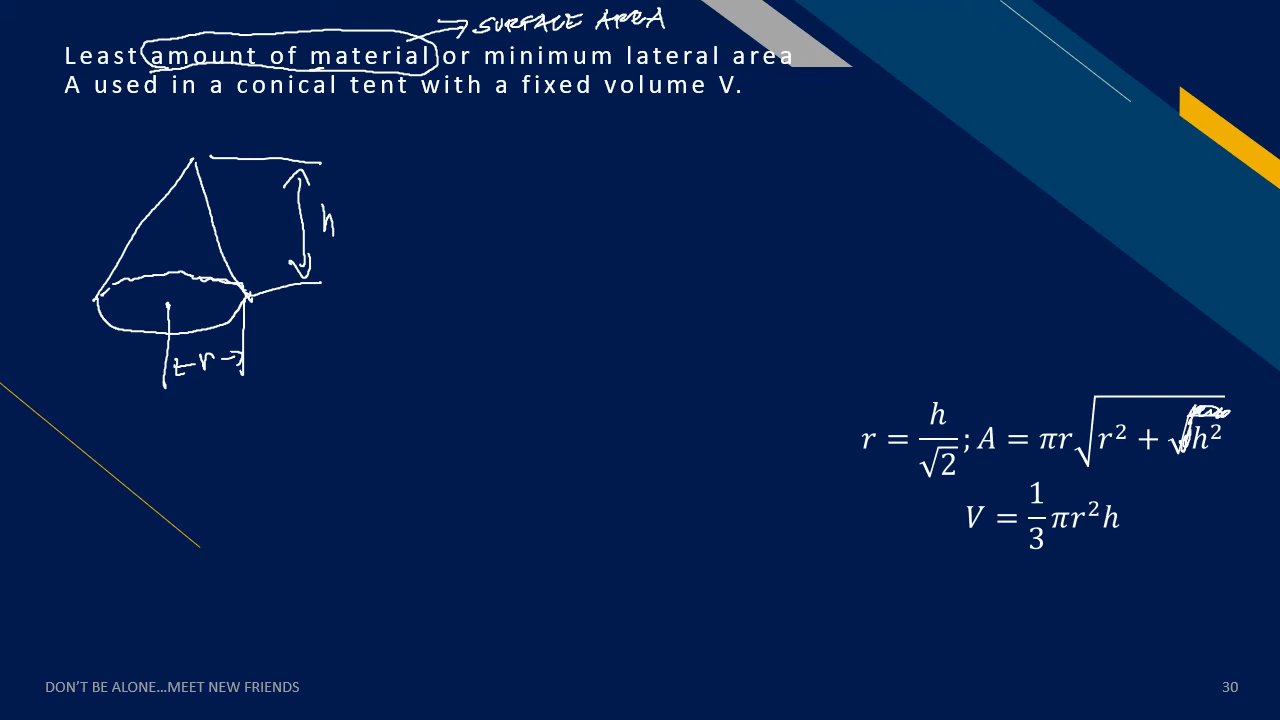 SURFACE AREA
Least amount of material or minimum lateral area
A used in a conical tent with a fixed volume V.
h
r
r = h/√2 ; A = πr√(r² + √h²)
V = 1/3 πr²h
DON'T BE ALONE…MEET NEW FRIENDS
30